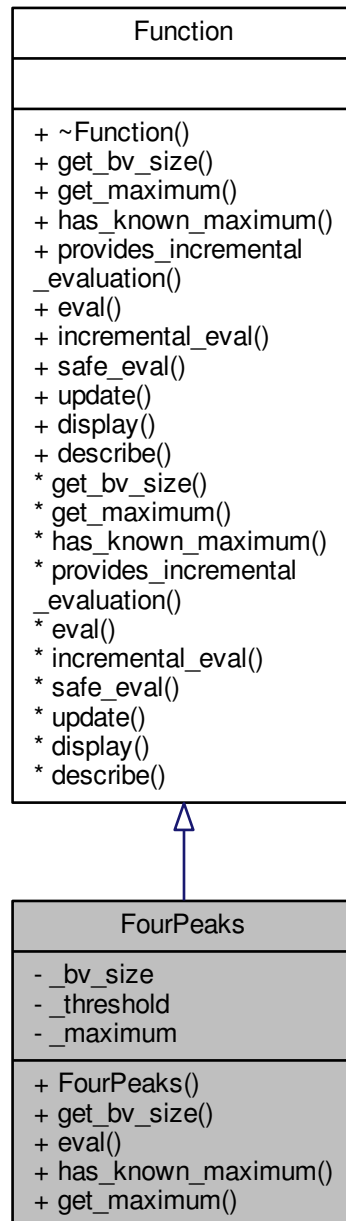 Function
+ ~Function()
+ get_bv_size()
+ get_maximum()
+ has_known_maximum()
+ provides_incremental
_evaluation()
+ eval()
+ incremental_eval()
+ safe_eval()
+ update()
+ display()
+ describe()
* get_bv_size()
* get_maximum()
* has_known_maximum()
* provides_incremental
_evaluation()
* eval()
* incremental_eval()
* safe_eval()
* update()
* display()
* describe()
FourPeaks
- _bv_size
- _threshold
- _maximum
+ FourPeaks()
+ get_bv_size()
+ eval()
+ has_known_maximum()
+ get_maximum()